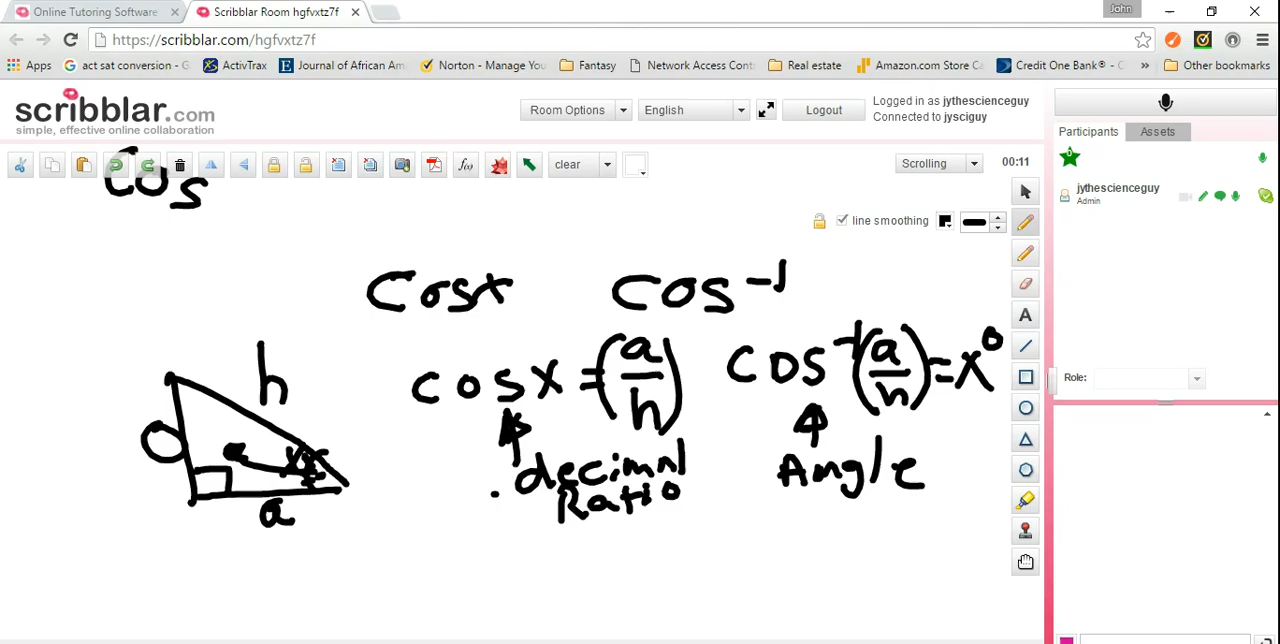 Online Tutoring Software
Scribblar Room hgfvxtz7f
John
https://scribblar.com/hgfvxtz7f
Apps
act sat conversion - G
ActivTrax
Journal of African Am
Norton - Manage You
Fantasy
Network Access Cont
Real estate
Amazon.com Store Ca
Credit One Bank® - C
»
Other bookmarks
scribblar.com
simple, effective online collaboration
Room Options
English
Logout
Logged in as jythescienceguy
Connected to jysciguy
Participants
Assets
f(x)
clear
Scrolling
00:11
jythescienceguy
Admin
cos
line smoothing
A
Cosx cos-1
h
cosx=(a/h) cos-1(a/h)=x°
o
x
decimal Angle
Ratio
a
Role: